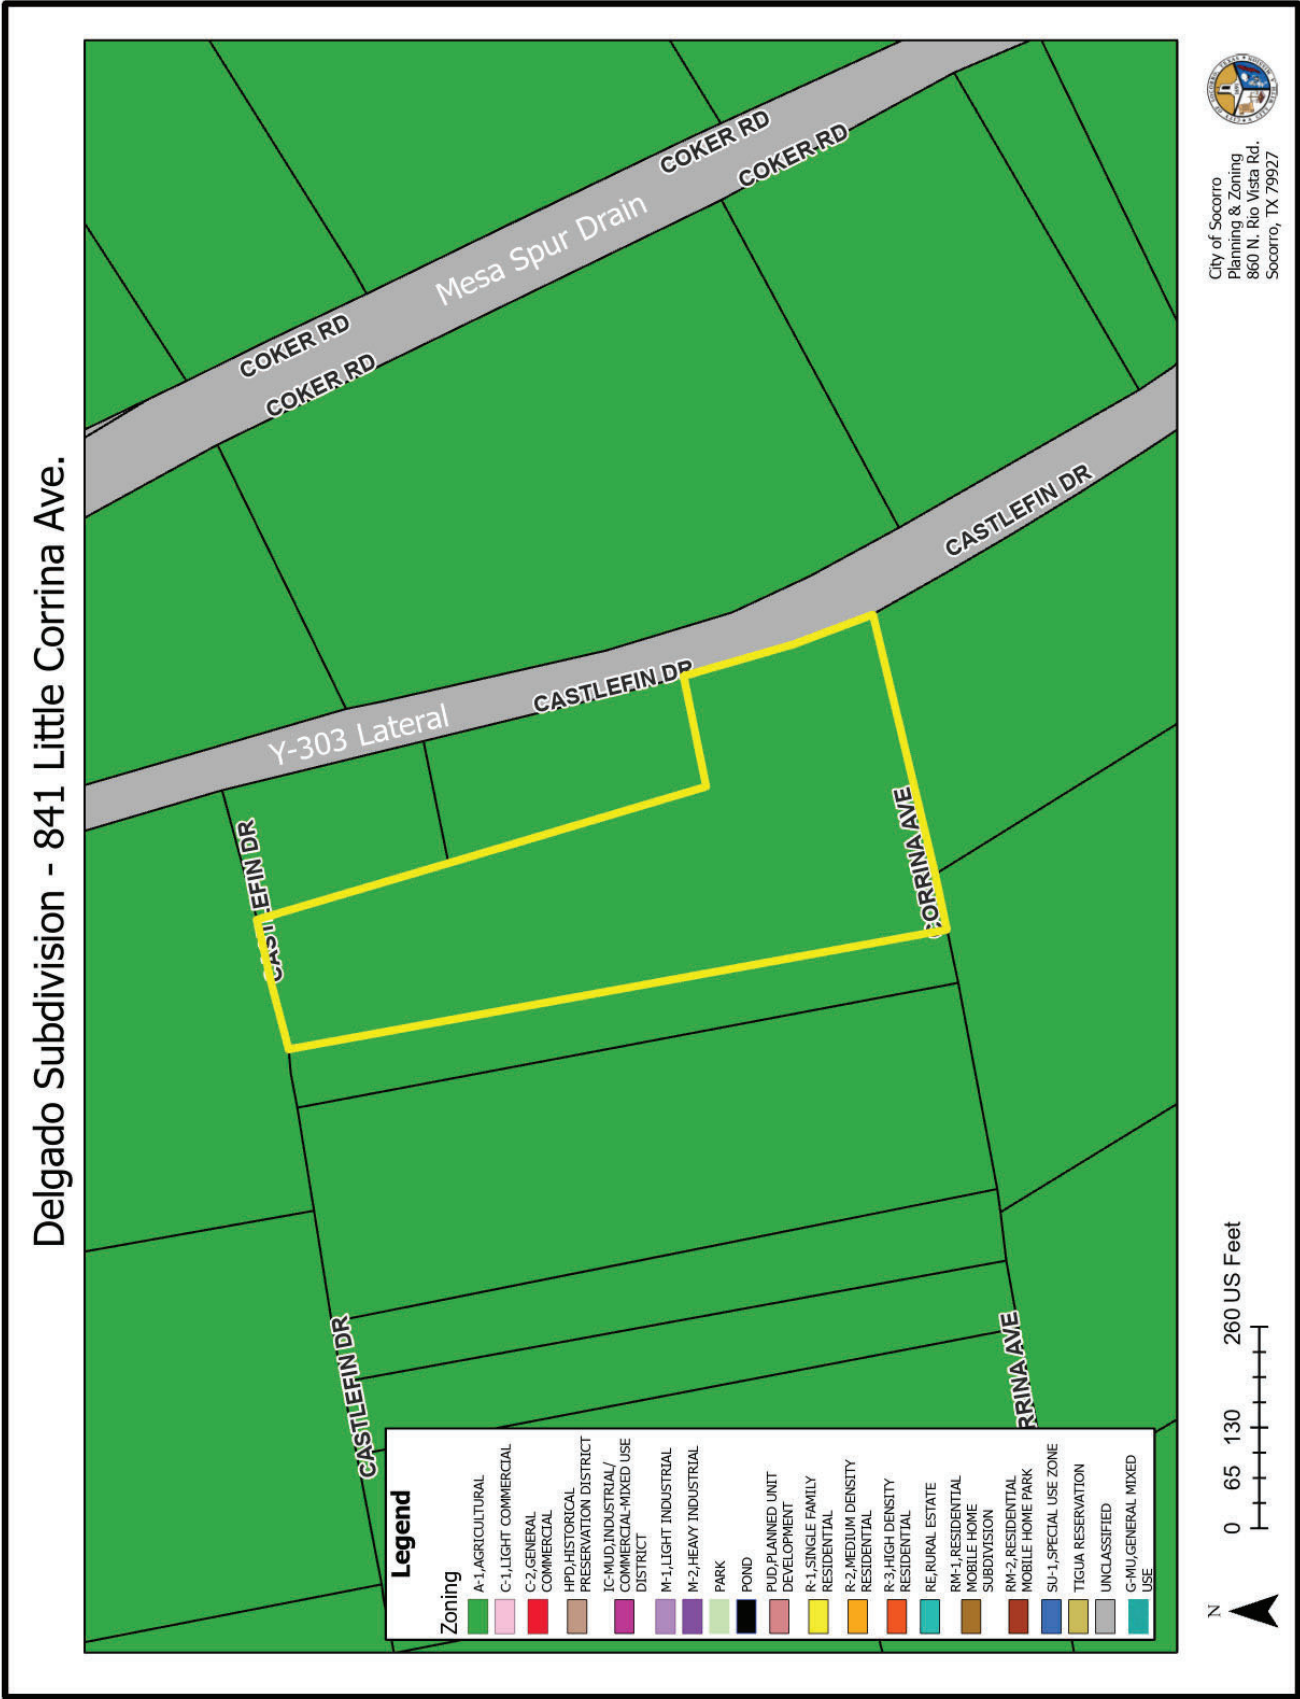 Delgado Subdivision - 841 Little Corrina Ave.
COKER RD
COKER RD
Mesa Spur Drain
COKER RD
COKER RD
CASTLEFIN DR
CASTLEFIN DR
Y-303 Lateral
CASTLEFIN DR
CORRINA AVE
CASTLEFIN DR
RRINA AVE
Legend
Zoning
A-1,AGRICULTURAL
C-1,LIGHT COMMERCIAL
C-2,GENERAL
COMMERCIAL
HPD,HISTORICAL
PRESERVATION DISTRICT
IC-MUD,INDUSTRIAL/
COMMERCIAL-MIXED USE
DISTRICT
M-1,LIGHT INDUSTRIAL
M-2,HEAVY INDUSTRIAL
PARK
POND
PUD,PLANNED UNIT
DEVELOPMENT
R-1,SINGLE FAMILY
RESIDENTIAL
R-2,MEDIUM DENSITY
RESIDENTIAL
R-3,HIGH DENSITY
RESIDENTIAL
RE,RURAL ESTATE
RM-1,RESIDENTIAL
MOBILE HOME
SUBDIVISION
RM-2,RESIDENTIAL
MOBILE HOME PARK
SU-1,SPECIAL USE ZONE
TIGUA RESERVATION
UNCLASSIFIED
G-MU,GENERAL MIXED
USE
N
0 65 130 260 US Feet
City of Socorro
Planning & Zoning
860 N. Rio Vista Rd.
Socorro, TX 79927